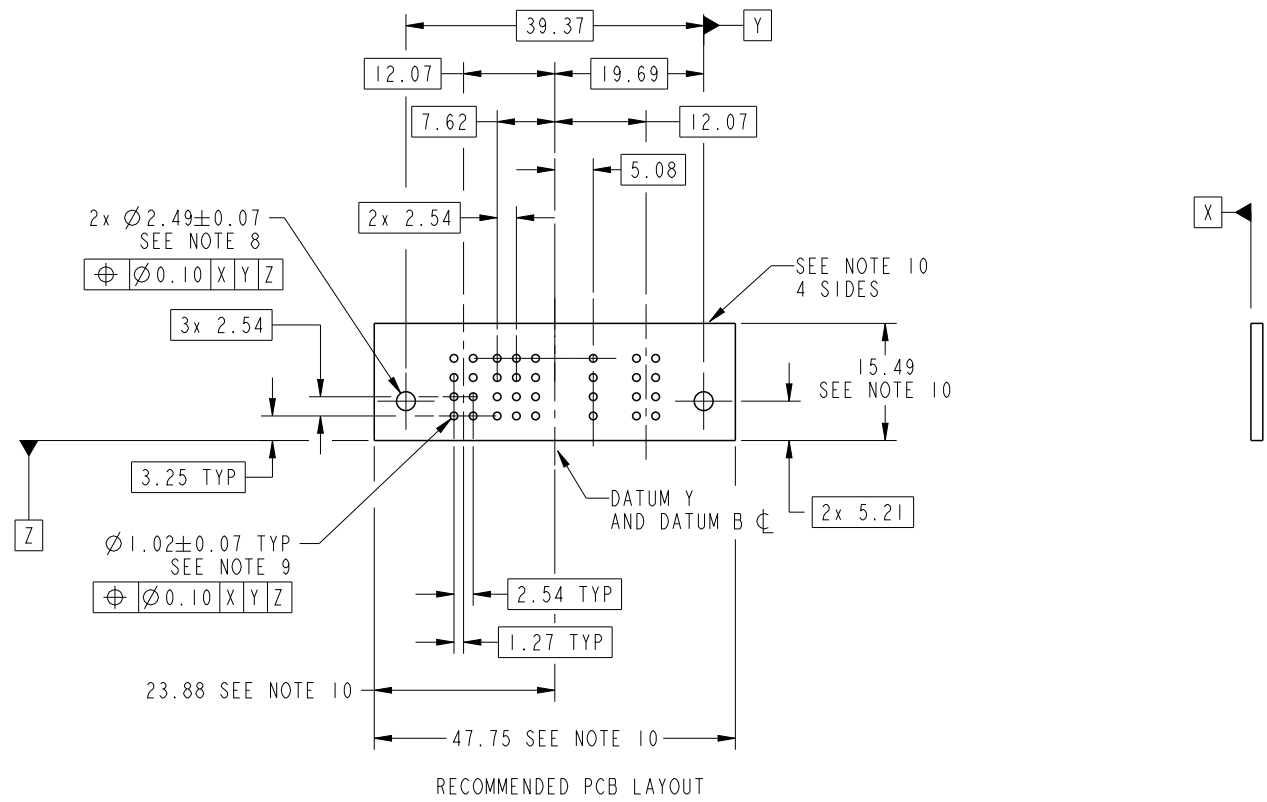 39.37
Y
12.07
19.69
7.62
12.07
5.08
2x 2.54
2x Ø2.49±0.07
SEE NOTE 8
⌖ Ø0.10 X Y Z
X
SEE NOTE 10
4 SIDES
3x 2.54
15.49
SEE NOTE 10
3.25 TYP
Z
DATUM Y
AND DATUM B ℄
2x 5.21
Ø1.02±0.07 TYP
SEE NOTE 9
⌖ Ø0.10 X Y Z
2.54 TYP
1.27 TYP
23.88 SEE NOTE 10
47.75 SEE NOTE 10
RECOMMENDED PCB LAYOUT